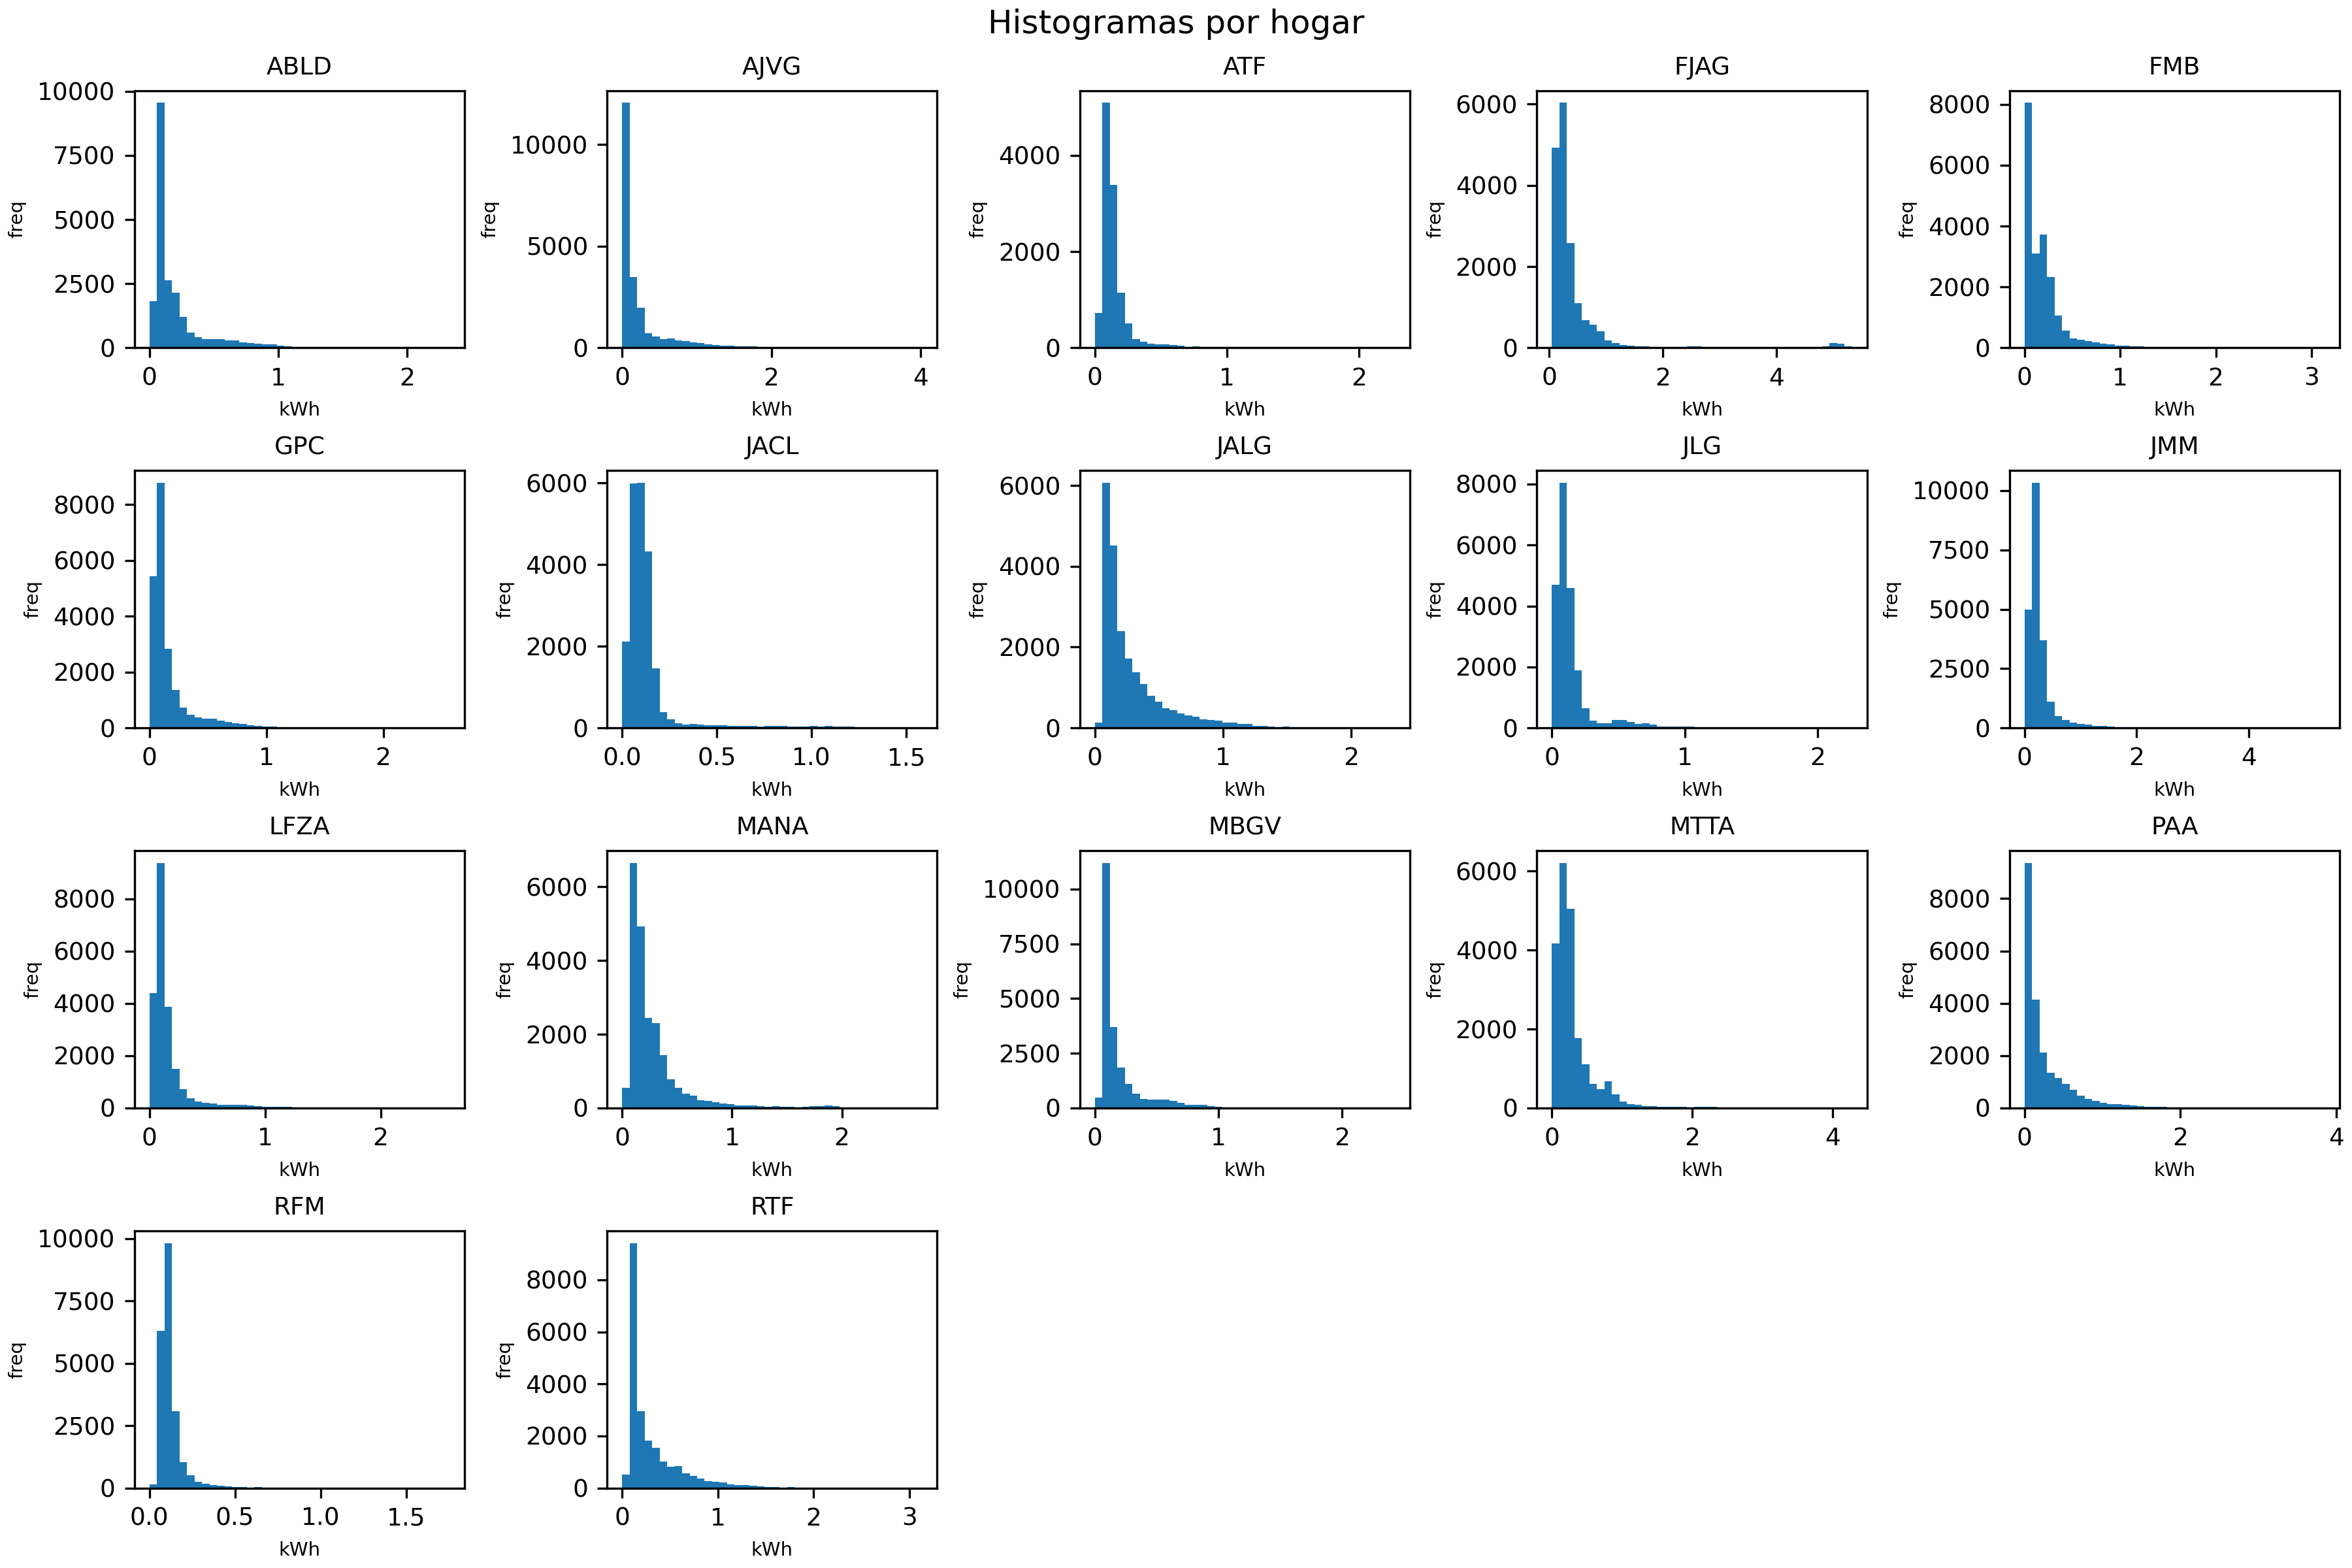 Histogramas por hogar
ABLD AJVG ATF FJAG FMB
10000
7500
5000
2500
0
freq
0 1 2
kWh
10000
5000
0
freq
0 2 4
kWh
4000
2000
0
freq
0 1 2
kWh
6000
4000
2000
0
freq
0 2 4
kWh
8000
6000
4000
2000
0
freq
0 1 2 3
kWh
GPC JACL JALG JLG JMM
8000
6000
4000
2000
0
freq
0 1 2
kWh
6000
4000
2000
0
freq
0.0 0.5 1.0 1.5
kWh
6000
4000
2000
0
freq
0 1 2
kWh
8000
6000
4000
2000
0
freq
0 1 2
kWh
10000
7500
5000
2500
0
freq
0 2 4
kWh
LFZA MANA MBGV MTTA PAA
8000
6000
4000
2000
0
freq
0 1 2
kWh
6000
4000
2000
0
freq
0 1 2
kWh
10000
7500
5000
2500
0
freq
0 1 2
kWh
6000
4000
2000
0
freq
0 2 4
kWh
8000
6000
4000
2000
0
freq
0 2 4
kWh
RFM RTF
10000
7500
5000
2500
0
freq
0.0 0.5 1.0 1.5
kWh
8000
6000
4000
2000
0
freq
0 1 2 3
kWh